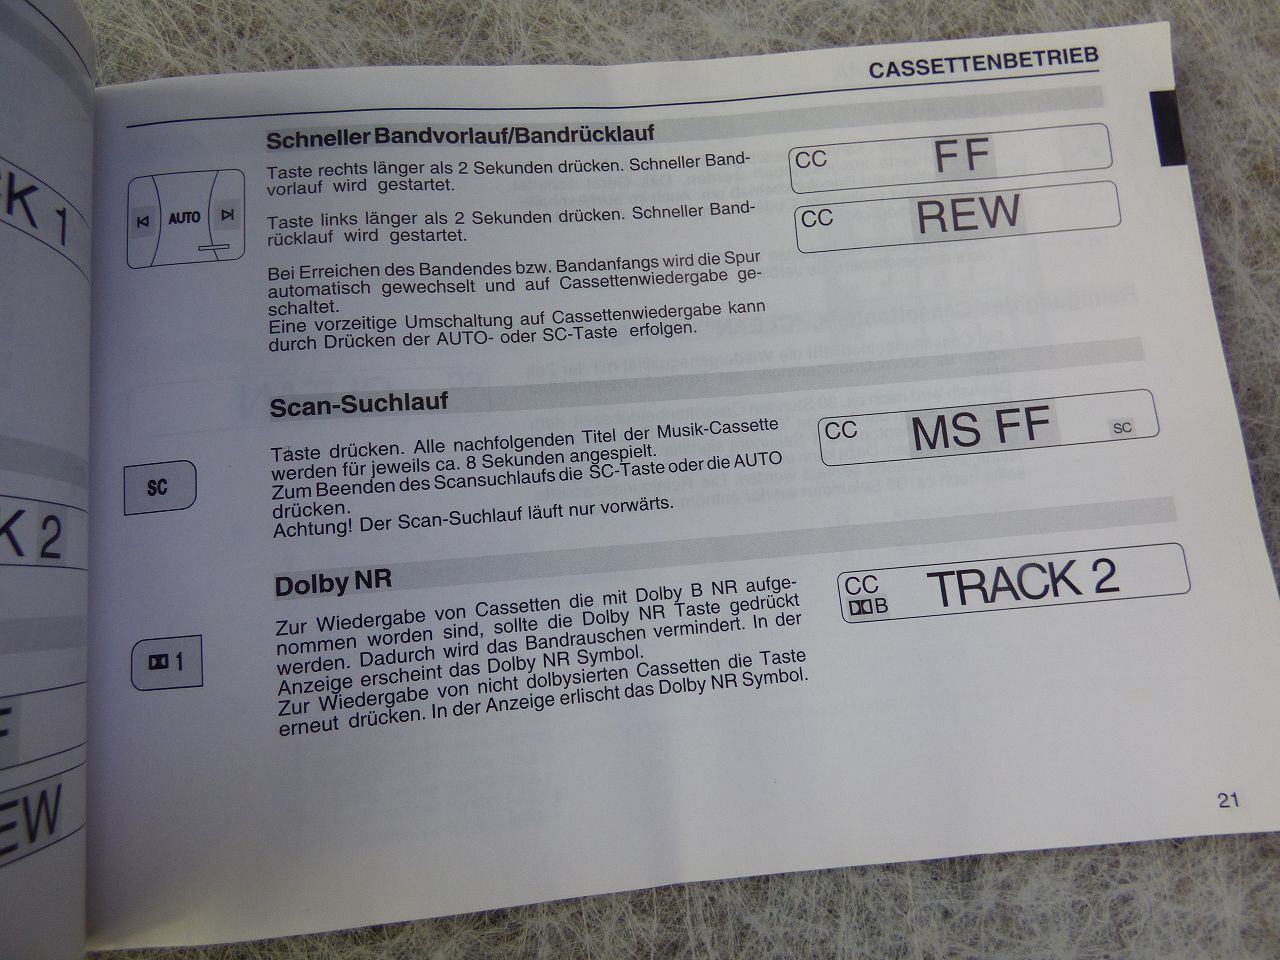 CASSETTENBETRIEB
Schneller Bandvorlauf/Bandrücklauf
AUTO
Taste rechts länger als 2 Sekunden drücken. Schneller Band-
vorlauf wird gestartet.
Taste links länger als 2 Sekunden drücken. Schneller Band-
rücklauf wird gestartet.
Bei Erreichen des Bandendes bzw. Bandanfangs wird die Spur
automatisch gewechselt und auf Cassettenwiedergabe ge-
schaltet.
Eine vorzeitige Umschaltung auf Cassettenwiedergabe kann
durch Drücken der AUTO- oder SC-Taste erfolgen.
CC FF
CC REW
Scan-Suchlauf
SC
Taste drücken. Alle nachfolgenden Titel der Musik-Cassette
werden für jeweils ca. 8 Sekunden angespielt.
Zum Beenden des Scansuchlaufs die SC-Taste oder die AUTO
drücken.
Achtung! Der Scan-Suchlauf läuft nur vorwärts.
CC MS FF SC
Dolby NR
1
Zur Wiedergabe von Cassetten die mit Dolby B NR aufge-
nommen worden sind, sollte die Dolby NR Taste gedrückt
werden. Dadurch wird das Bandrauschen vermindert. In der
Anzeige erscheint das Dolby NR Symbol.
Zur Wiedergabe von nicht dolbysierten Cassetten die Taste
erneut drücken. In der Anzeige erlischt das Dolby NR Symbol.
CC TRACK 2
B
21
K 1
K 2
F
EW